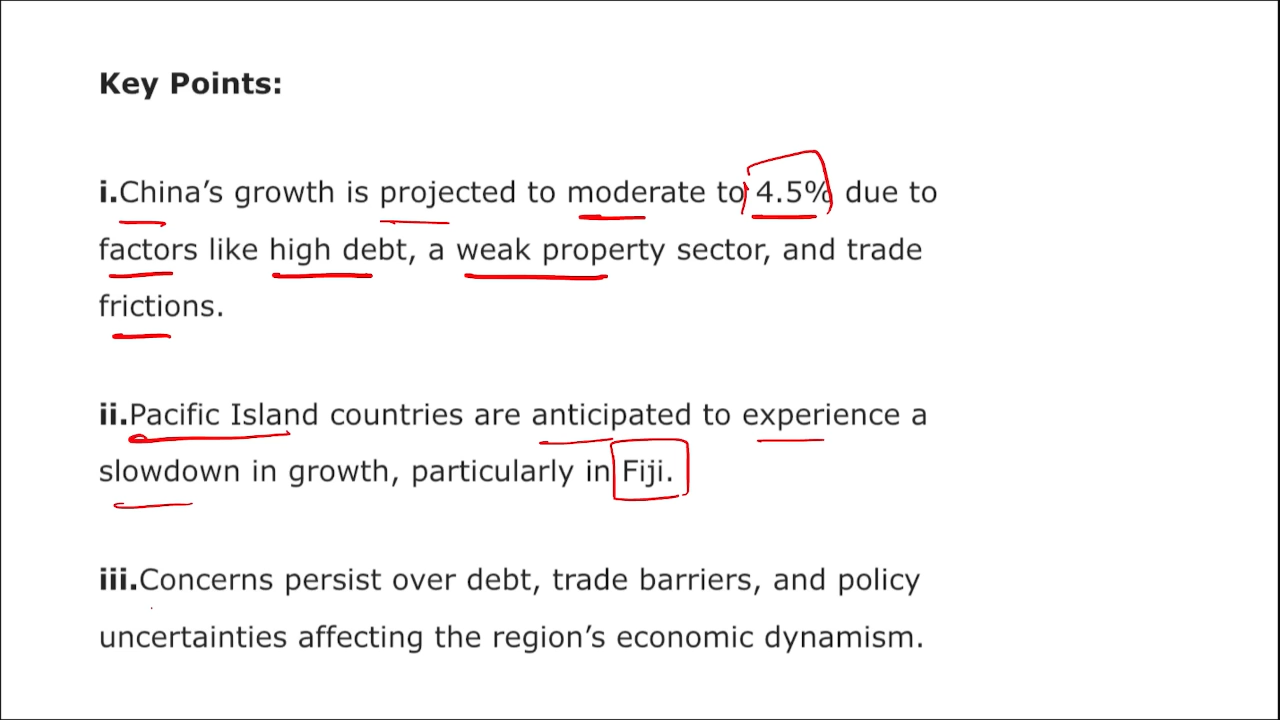 Key Points:
i.China’s growth is projected to moderate to 4.5% due to
factors like high debt, a weak property sector, and trade
frictions.
ii.Pacific Island countries are anticipated to experience a
slowdown in growth, particularly in Fiji.
iii.Concerns persist over debt, trade barriers, and policy
uncertainties affecting the region’s economic dynamism.